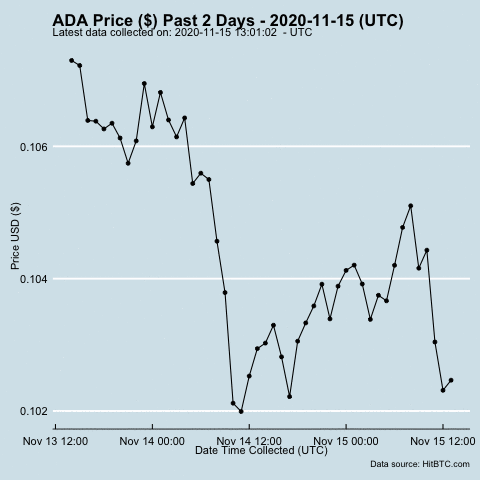 ADA Price ($) Past 2 Days - 2020-11-15 (UTC)
Latest data collected on: 2020-11-15 13:01:02 - UTC
0.106
0.104
0.102
Price USD ($)
Nov 13 12:00 Nov 14 00:00 Nov 14 12:00 Nov 15 00:00 Nov 15 12:00
Date Time Collected (UTC)
Data source: HitBTC.com